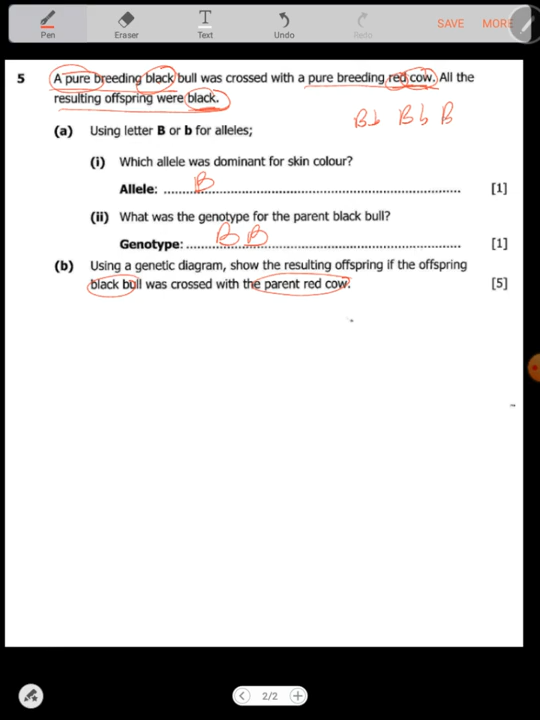 Pen Eraser Text Undo Redo SAVE MORE
5 A pure breeding black bull was crossed with a pure breeding red cow. All the
resulting offspring were black.
Bb Bb B
(a) Using letter B or b for alleles;
(i) Which allele was dominant for skin colour?
Allele: ........ B ........ [1]
(ii) What was the genotype for the parent black bull?
Genotype: ........ BB ........ [1]
(b) Using a genetic diagram, show the resulting offspring if the offspring
black bull was crossed with the parent red cow. [5]
2/2